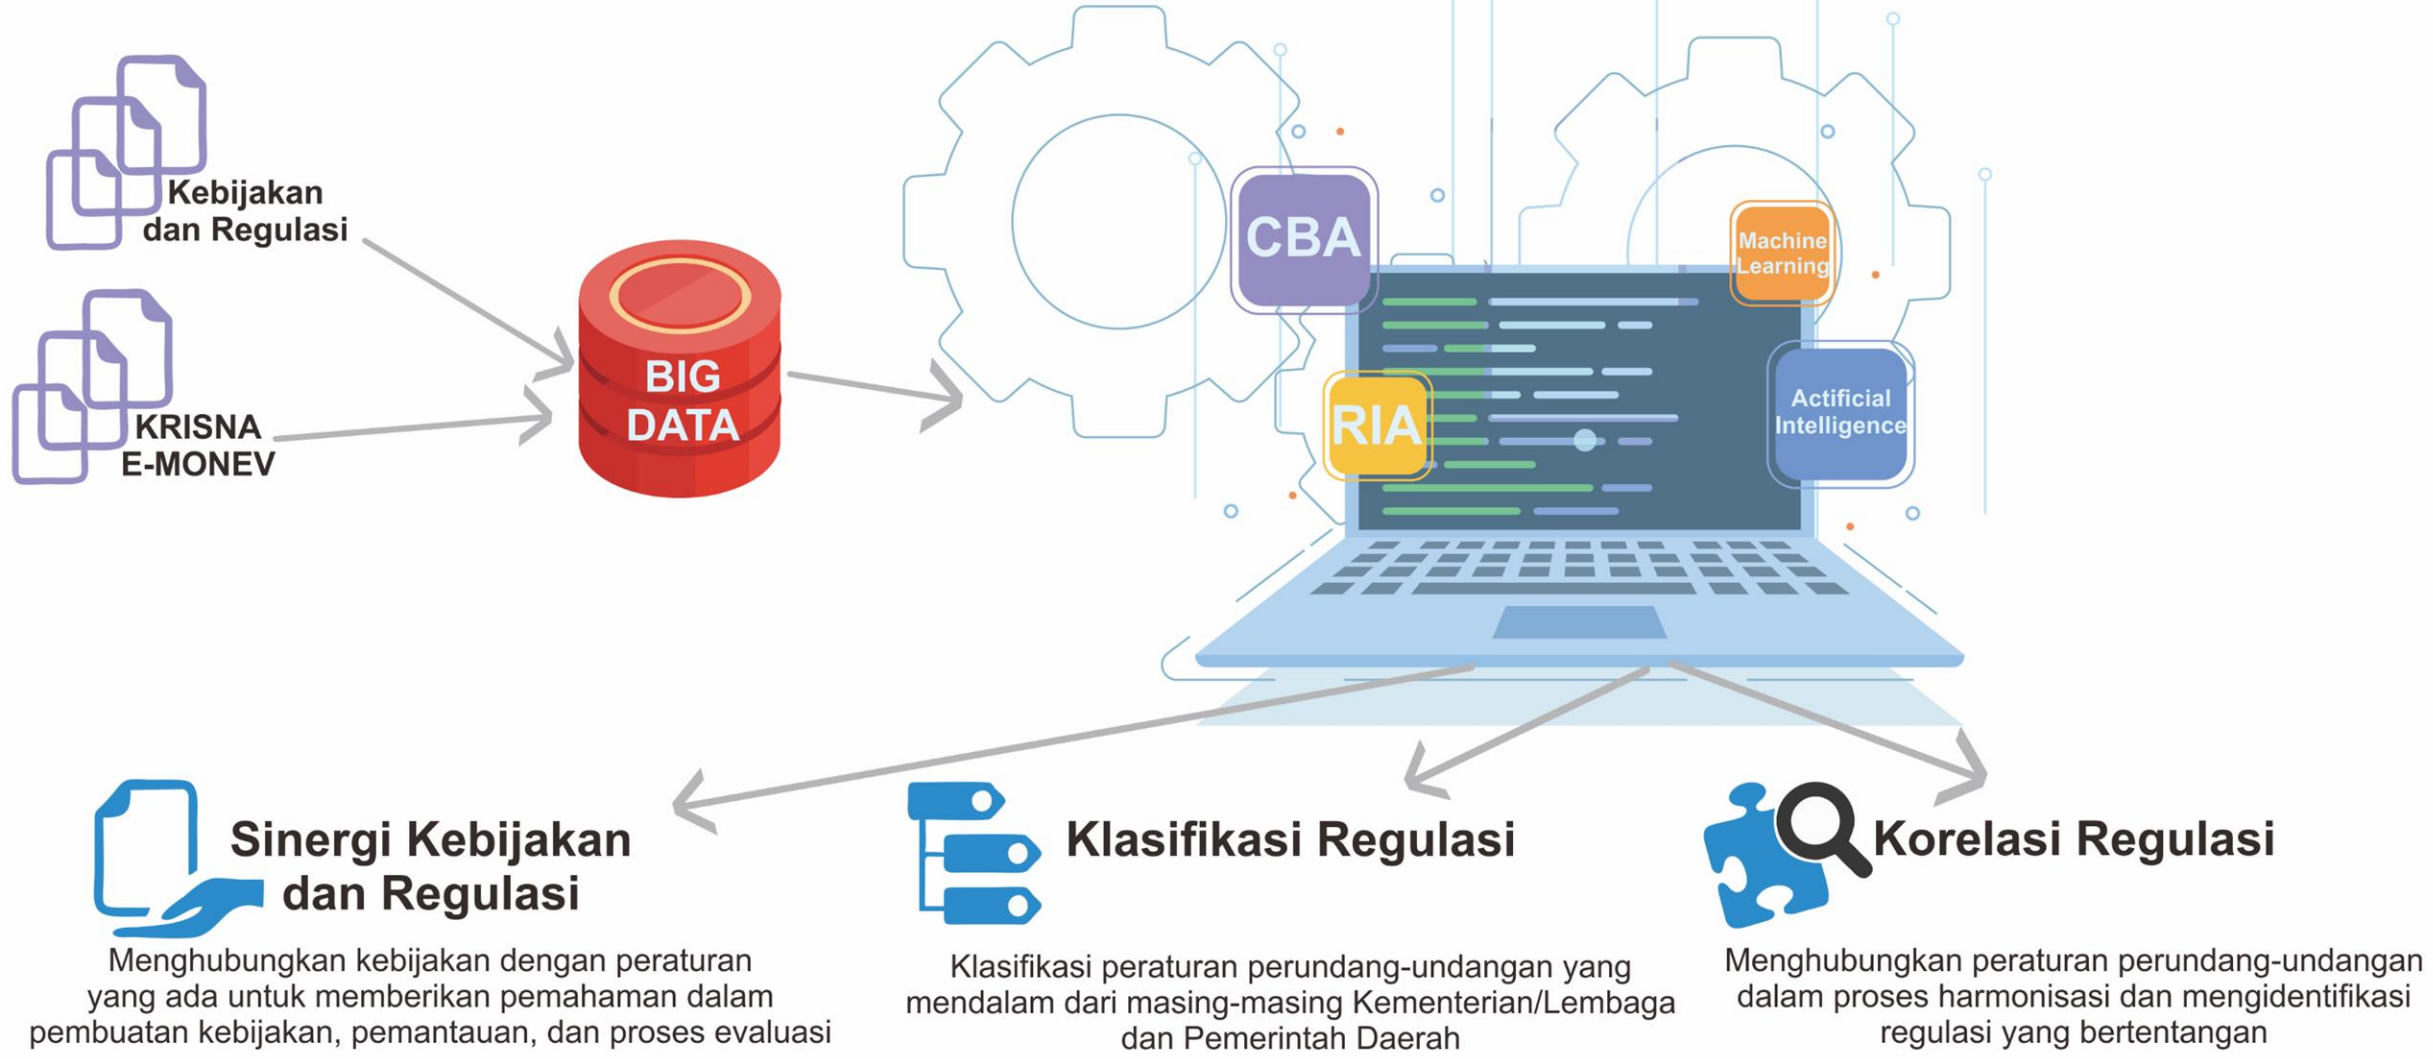 Kebijakan
dan Regulasi
KRISNA
E-MONEV
BIG
DATA
CBA
RIA
Machine
Learning
Actificial
Intelligence
Sinergi Kebijakan
dan Regulasi
Menghubungkan kebijakan dengan peraturan
yang ada untuk memberikan pemahaman dalam
pembuatan kebijakan, pemantauan, dan proses evaluasi
Klasifikasi Regulasi
Klasifikasi peraturan perundang-undangan yang
mendalam dari masing-masing Kementerian/Lembaga
dan Pemerintah Daerah
Korelasi Regulasi
Menghubungkan peraturan perundang-undangan
dalam proses harmonisasi dan mengidentifikasi
regulasi yang bertentangan